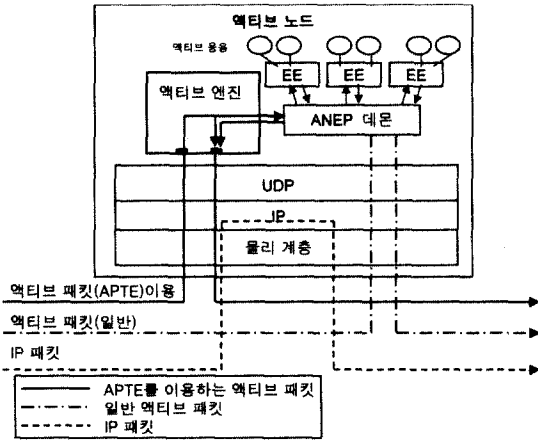 액티브 노드
액티브 응용
EE EE EE
액티브 엔진
ANEP 데몬
UDP
IP
물리 계층
액티브 패킷(APTE)이용
액티브 패킷(일반)
IP 패킷
APTE를 이용하는 액티브 패킷
일반 액티브 패킷
IP 패킷